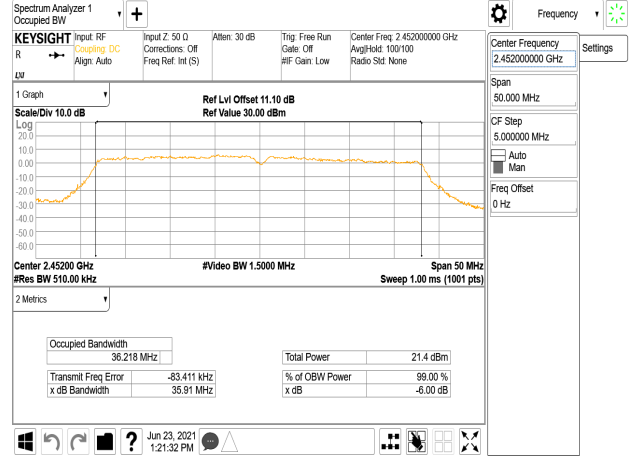 Spectrum Analyzer 1
Occupied BW
Frequency
KEYSIGHT
R
LXI
Input: RF
Coupling: DC
Align: Auto
Input Z: 50 Ω
Corrections: Off
Freq Ref: Int (S)
Atten: 30 dB
Trig: Free Run
Gate: Off
#IF Gain: Low
Center Freq: 2.452000000 GHz
Avg|Hold: 100/100
Radio Std: None
Center Frequency
2.452000000 GHz
Settings
Span
50.000 MHz
CF Step
5.000000 MHz
Auto
Man
Freq Offset
0 Hz
1 Graph
Scale/Div 10.0 dB
Ref Lvl Offset 11.10 dB
Ref Value 30.00 dBm
Log
20.0
10.0
0.00
-10.0
-20.0
-30.0
-40.0
-50.0
-60.0
Center 2.45200 GHz
#Video BW 1.5000 MHz
Span 50 MHz
#Res BW 510.00 kHz
Sweep 1.00 ms (1001 pts)
2 Metrics
Occupied Bandwidth
36.218 MHz
Total Power 21.4 dBm
Transmit Freq Error -83.411 kHz
% of OBW Power 99.00 %
x dB Bandwidth 35.91 MHz
x dB -6.00 dB
?
Jun 23, 2021
1:21:32 PM